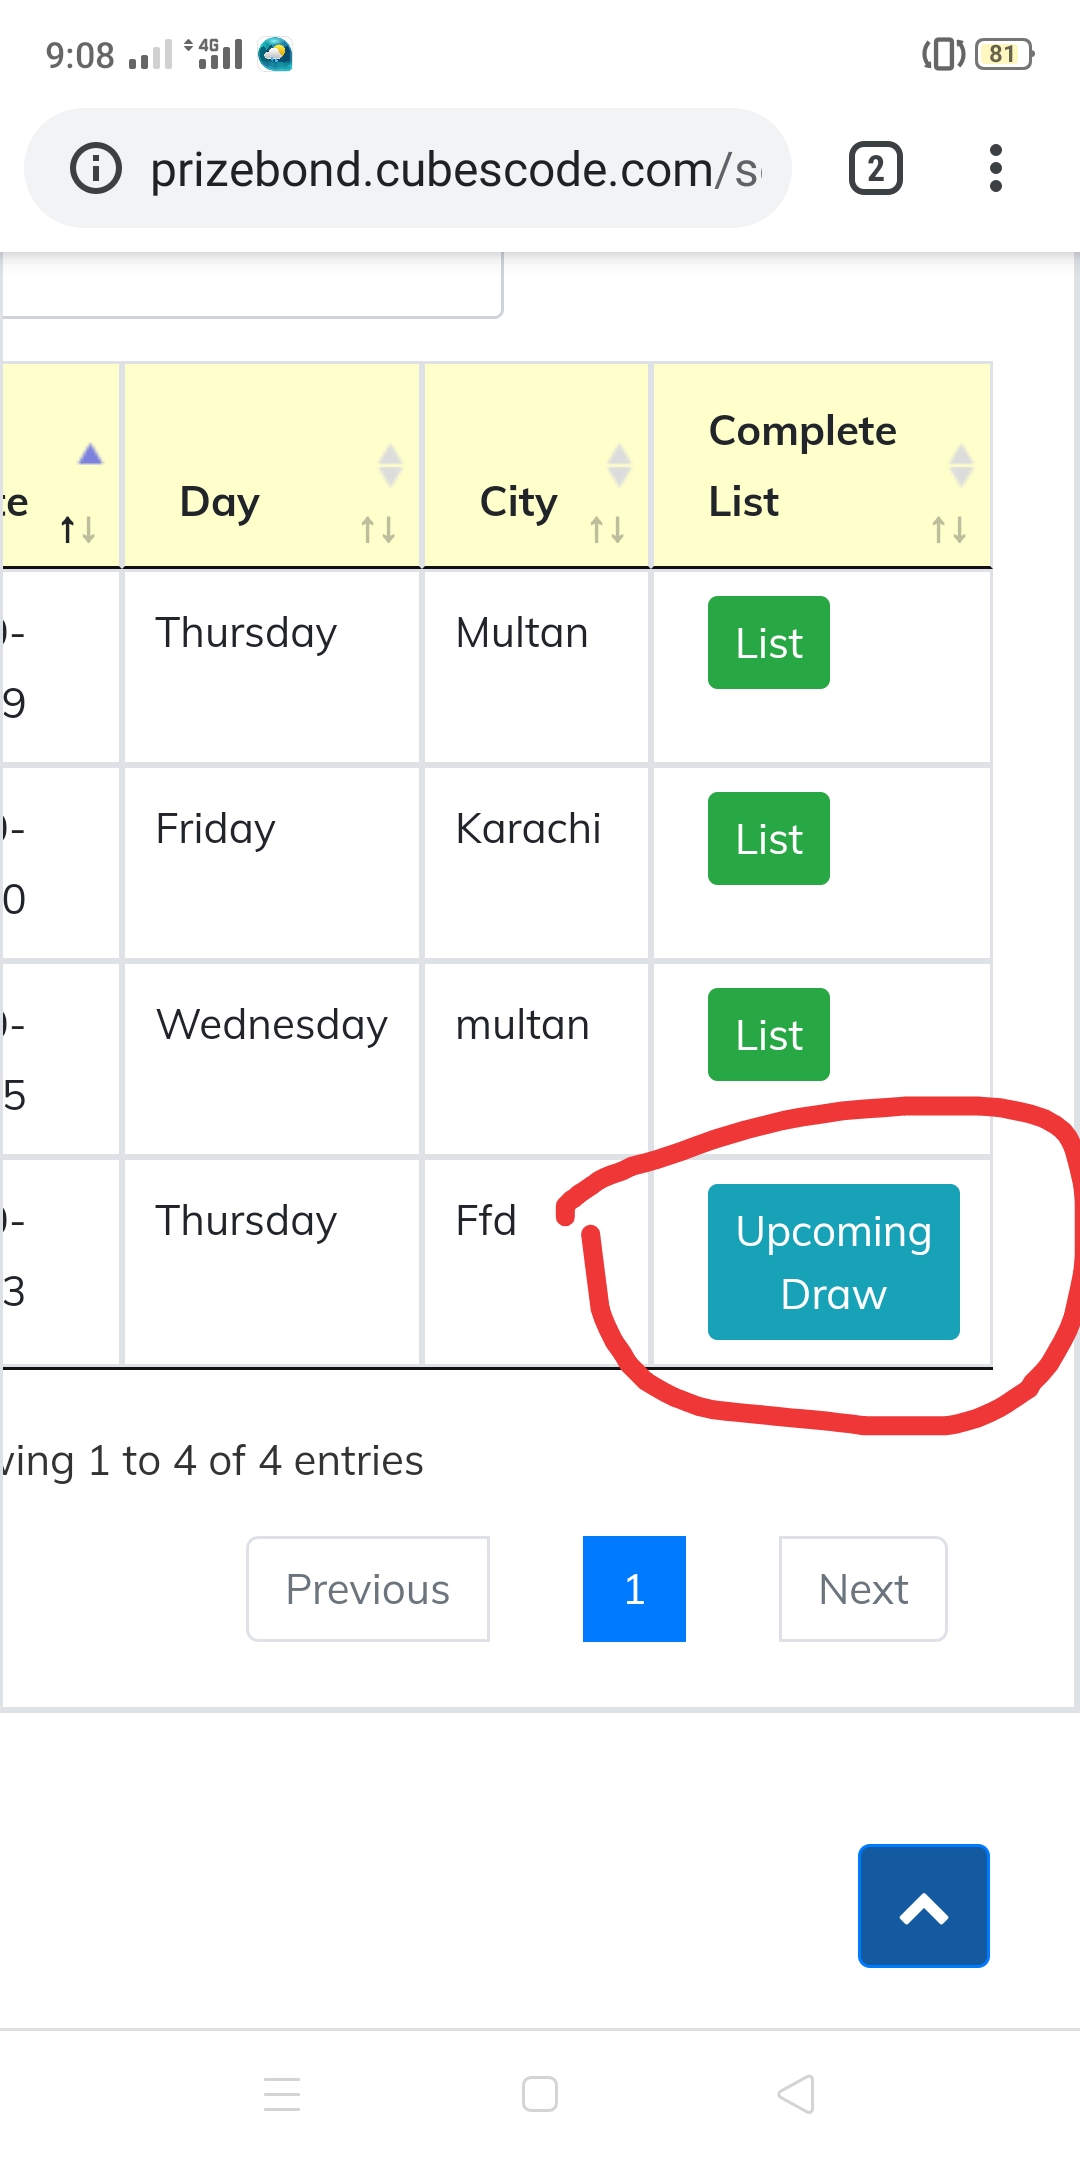 9:08 4G 81
prizebond.cubescode.com/s
2
Complete
Day City List
Thursday Multan List
9
Friday Karachi List
0
Wednesday multan List
5
Thursday Ffd Upcoming
3 Draw
1 to 4 of 4 entries
Previous 1 Next